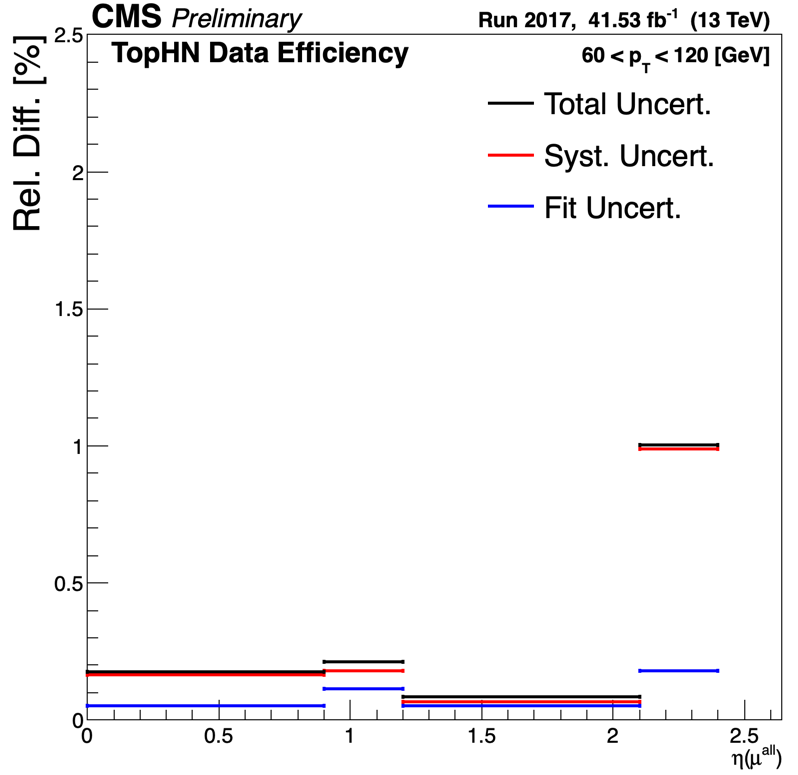 CMS Preliminary
Run 2017, 41.53 fb⁻¹ (13 TeV)
TopHN Data Efficiency
60 < p_T < 120 [GeV]
Total Uncert.
Syst. Uncert.
Fit Uncert.
Rel. Diff. [%]
2.5
2
1.5
1
0.5
0
0 0.5 1 1.5 2 2.5
η(μ^all)